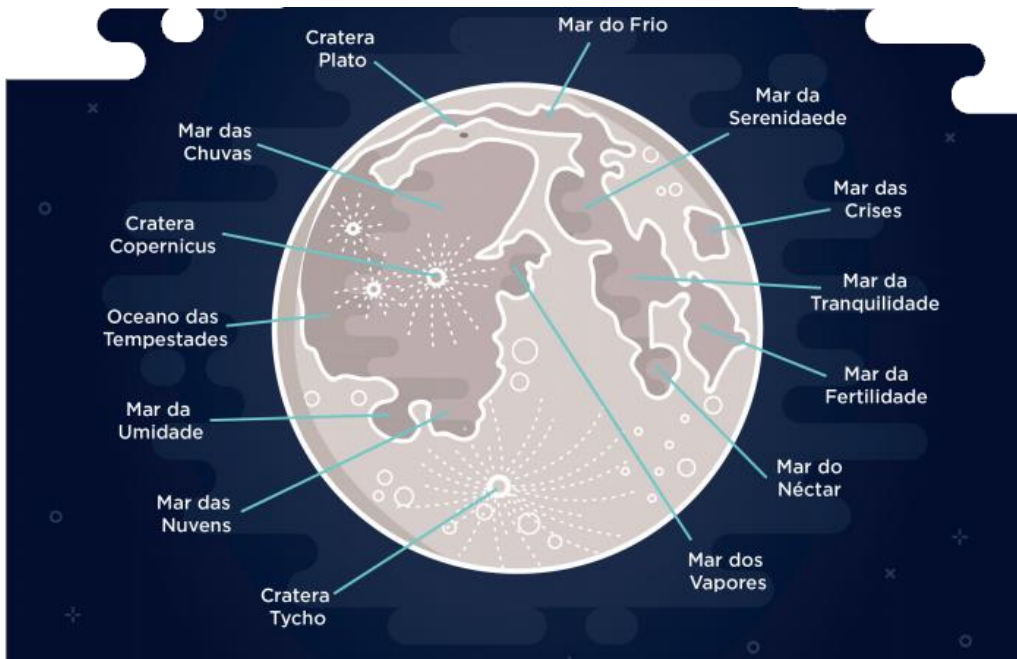 Cratera
Plato
Mar do Frio
Mar da
Serenidaede
Mar das
Chuvas
Mar das
Crises
Cratera
Copernicus
Mar da
Tranquilidade
Oceano das
Tempestades
Mar da
Fertilidade
Mar da
Umidade
Mar do
Néctar
Mar das
Nuvens
Mar dos
Vapores
Cratera
Tycho